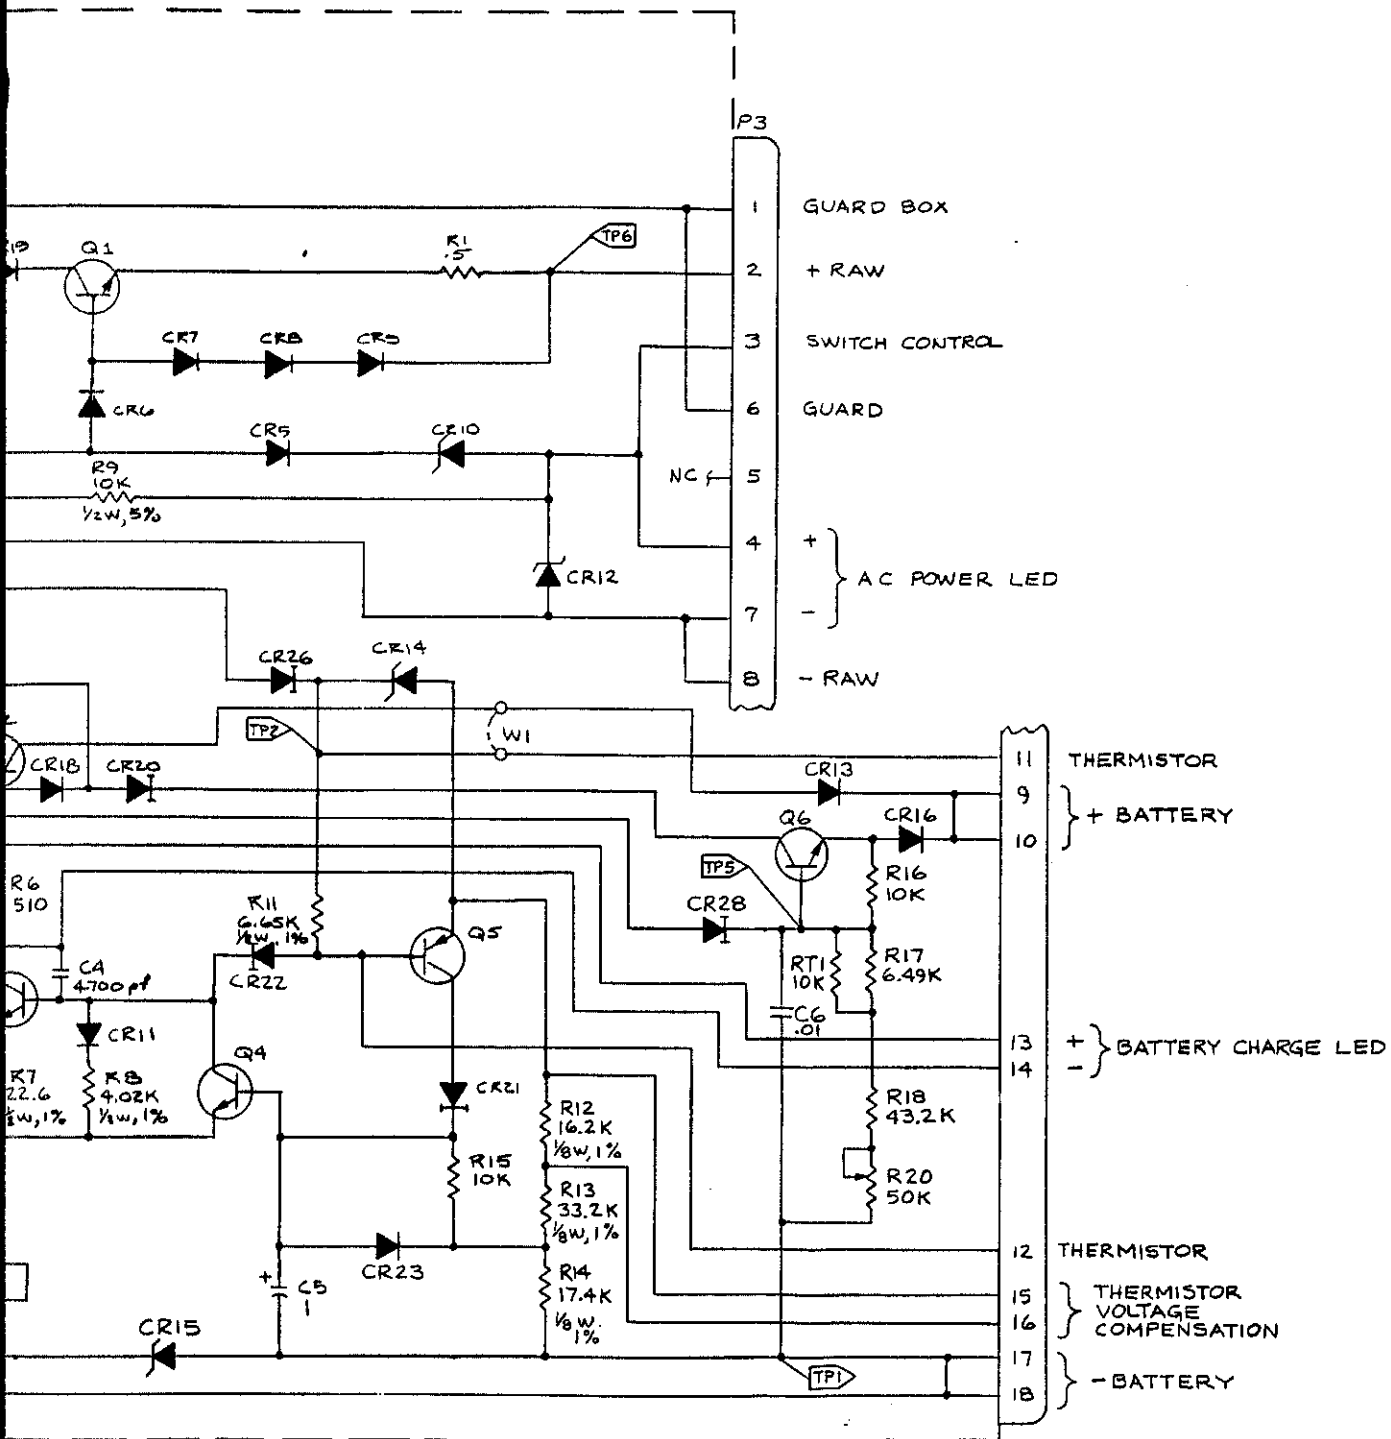 P3
1 GUARD BOX
TP6
R1
.5
Q1
2 + RAW
CR7
CR8
CR9
3 SWITCH CONTROL
CR6
6 GUARD
CR5
CR10
R9
10K
1/2W, 5%
NC 5
4 +
CR12
AC POWER LED
7 -
CR26
CR14
8 - RAW
TP2
W1
11 THERMISTOR
CR18
CR20
CR13
9
+ BATTERY
10
Q6
CR16
TP5
R16
10K
R6
510
R11
6.65K
1/8W, 1%
Q5
CR28
CR22
C4
4700pf
RT1
10K
R17
6.49K
C6
.01
CR11
Q4
13 +
BATTERY CHARGE LED
14 -
R7
22.6
R8
4.02K
1/8W, 1%
CR21
R12
16.2K
1/8W, 1%
R18
43.2K
R15
10K
R13
33.2K
1/8W, 1%
R20
50K
CR23
12 THERMISTOR
+ C5
1
R14
17.4K
1/8W.
1%
15
16
THERMISTOR
VOLTAGE
COMPENSATION
CR15
17
TP1
18
- BATTERY